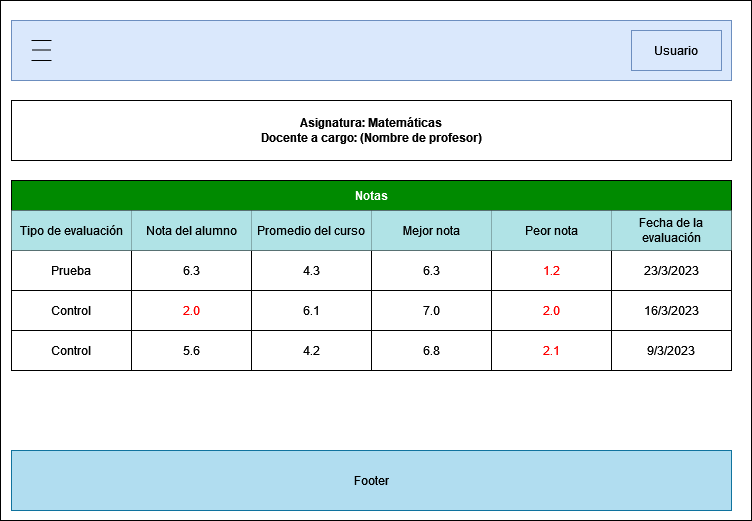 Usuario
Asignatura: Matemáticas
Docente a cargo: (Nombre de profesor)
Notas
Tipo de evaluación Nota del alumno Promedio del curso Mejor nota Peor nota Fecha de la evaluación
Prueba 6.3 4.3 6.3 1.2 23/3/2023
Control 2.0 6.1 7.0 2.0 16/3/2023
Control 5.6 4.2 6.8 2.1 9/3/2023
Footer